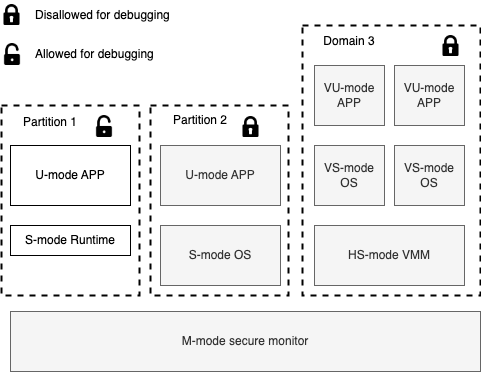 Disallowed for debugging
Allowed for debugging
Domain 3
VU-mode
APP
VU-mode
APP
Partition 1
Partition 2
U-mode APP
U-mode APP
VS-mode
OS
VS-mode
OS
S-mode Runtime
S-mode OS
HS-mode VMM
M-mode secure monitor